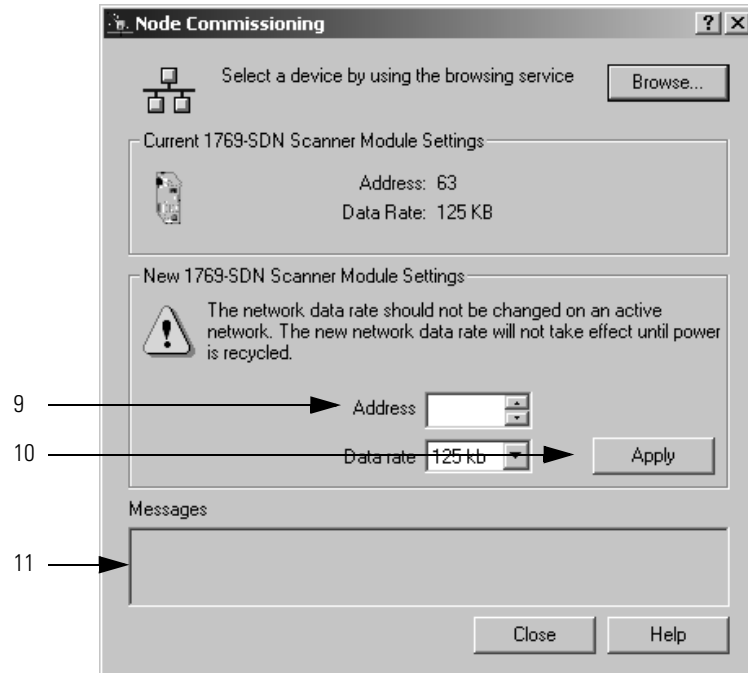 Node Commissioning
Select a device by using the browsing service
Browse...
Current 1769-SDN Scanner Module Settings
Address: 63
Data Rate: 125 KB
New 1769-SDN Scanner Module Settings
The network data rate should not be changed on an active
network. The new network data rate will not take effect until power
is recycled.
9
Address
10
Data rate 125 kb
Apply
Messages
11
Close
Help